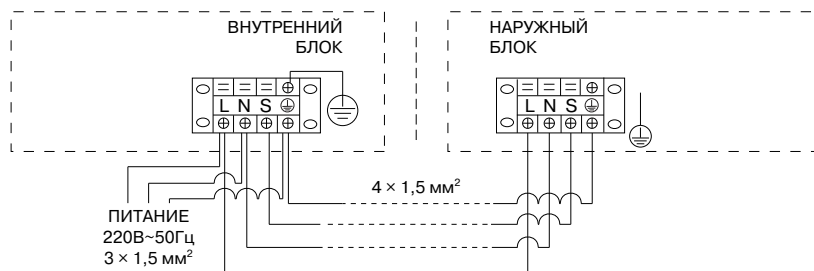 ВНУТРЕННИЙ
БЛОК
НАРУЖНЫЙ
БЛОК
L N S
L N S
4 × 1,5 мм²
ПИТАНИЕ
220В~50Гц
3 × 1,5 мм²